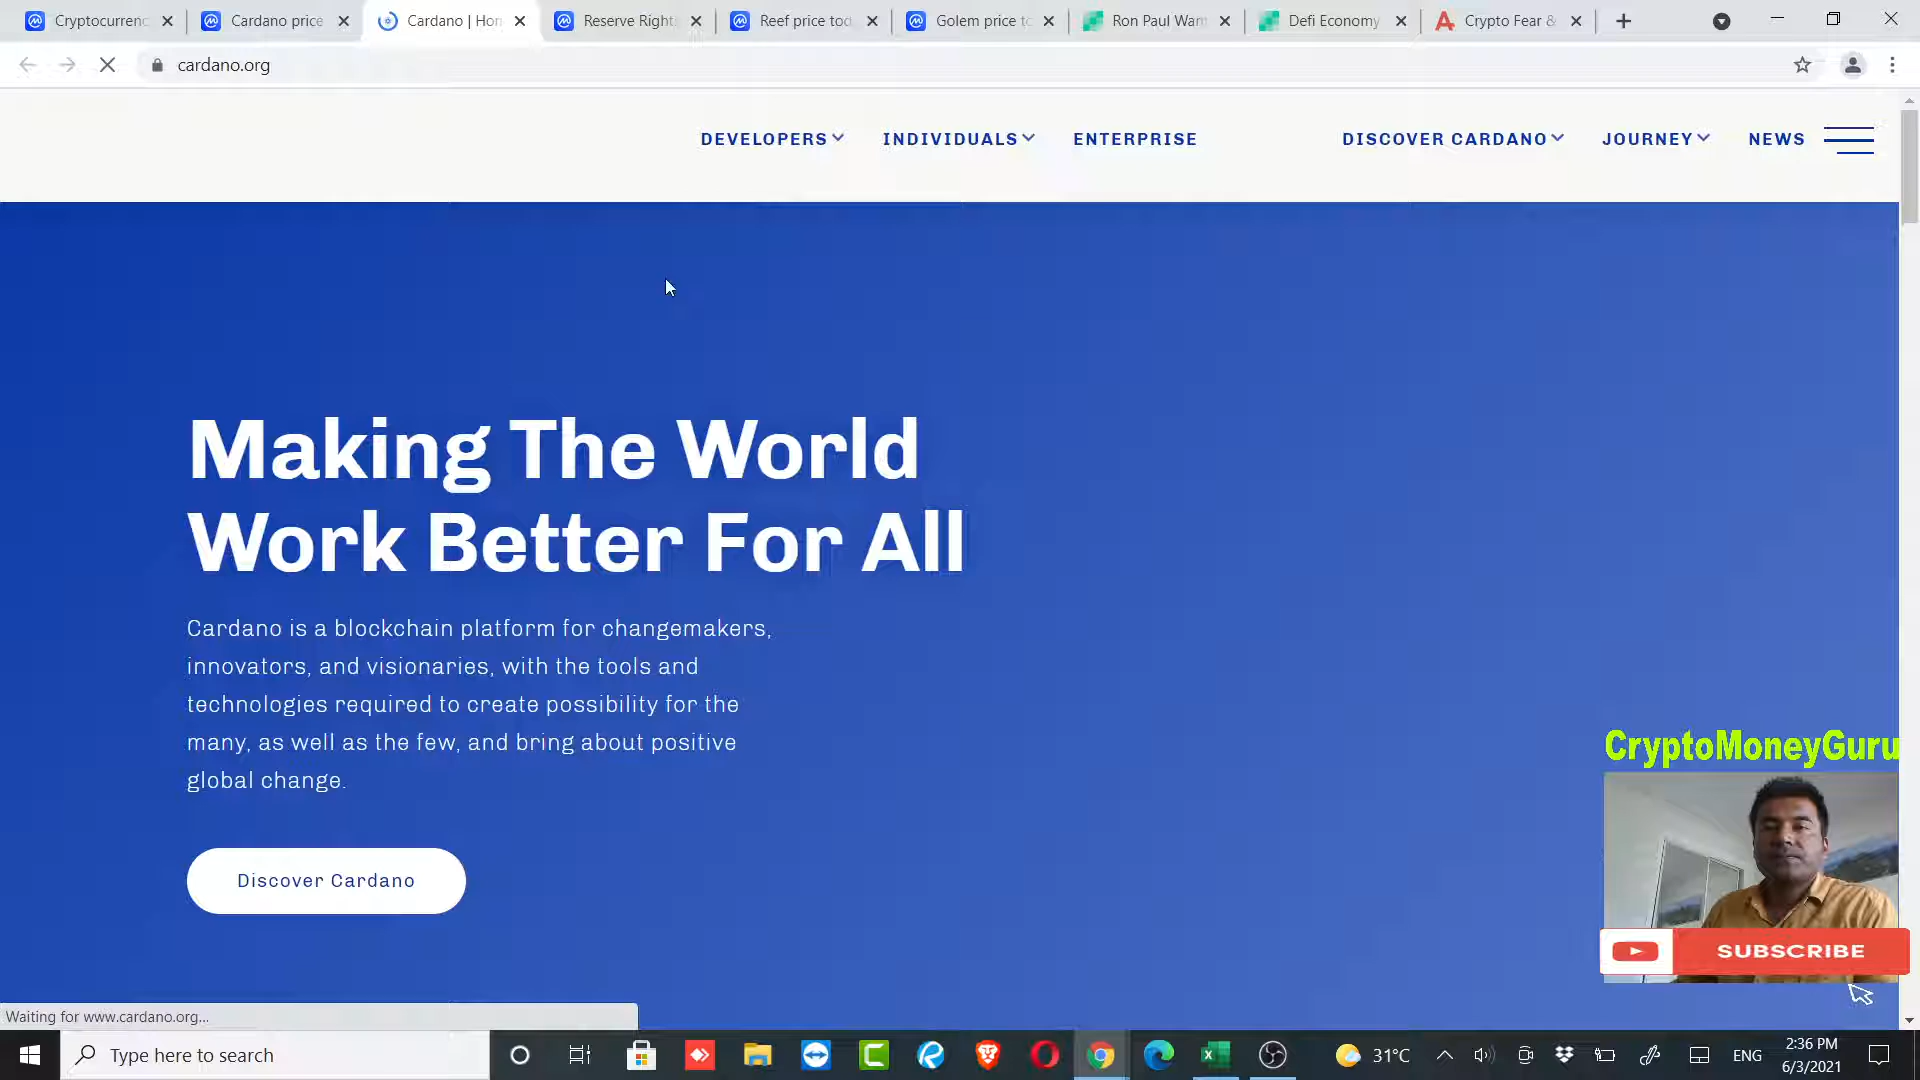 Cryptocurrenc
Cardano price
Cardano | Hom
Reserve Rights
Reef price tod
Golem price to
Ron Paul Warn
Defi Economy
Crypto Fear &
cardano.org
DEVELOPERS
INDIVIDUALS
ENTERPRISE
DISCOVER CARDANO
JOURNEY
NEWS
Making The World
Work Better For All
Cardano is a blockchain platform for changemakers,
innovators, and visionaries, with the tools and
technologies required to create possibility for the
many, as well as the few, and bring about positive
global change.
Discover Cardano
CryptoMoneyGuru
SUBSCRIBE
Waiting for www.cardano.org...
Type here to search
31°C
ENG
2:36 PM
6/3/2021